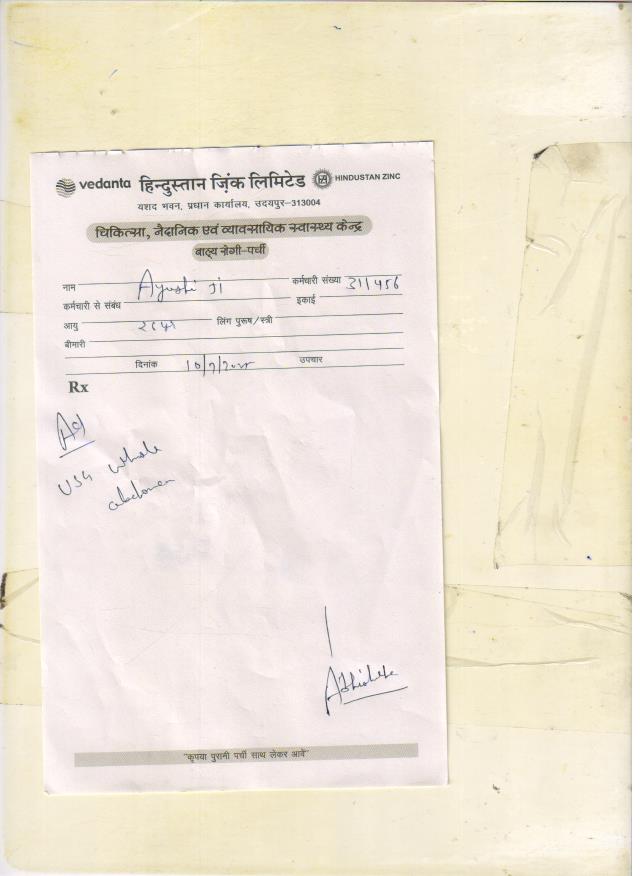 vedanta हिन्दुस्तान ज़िंक लिमिटेड HINDUSTAN ZINC
यशद भवन, प्रधान कार्यालय, उदयपुर-313004
चिकित्सा, नैदानिक एवं व्यावसायिक स्वास्थ्य केन्द्र
बाह्य रोगी-पर्ची
नाम Ayushi JI कर्मचारी संख्या 311456
कर्मचारी से संबंध इकाई
आयु लिंग पुरूष/स्त्री
बीमारी
दिनांक उपचार
Rx
USG whole
abdomen
Abhishek
"कृपया पुरानी पर्ची साथ लेकर आवें"